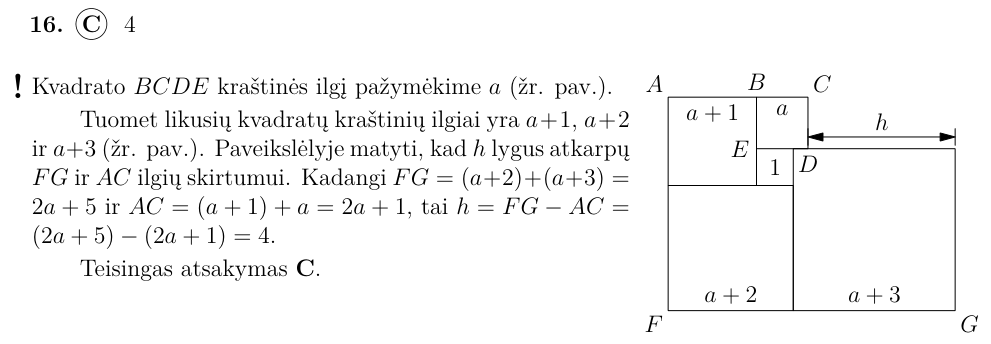 16. C 4
! Kvadrato BCDE kraštinės ilgį pažymėkime a (žr. pav.).
Tuomet likusių kvadratų kraštinių ilgiai yra a+1, a+2
ir a+3 (žr. pav.). Paveikslėlyje matyti, kad h lygus atkarpų
FG ir AC ilgių skirtumui. Kadangi FG = (a+2)+(a+3) =
2a + 5 ir AC = (a + 1) + a = 2a + 1, tai h = FG − AC =
(2a + 5) − (2a + 1) = 4.
Teisingas atsakymas C.
A B C
a + 1 a
h
E
1 D
a + 2 a + 3
F G